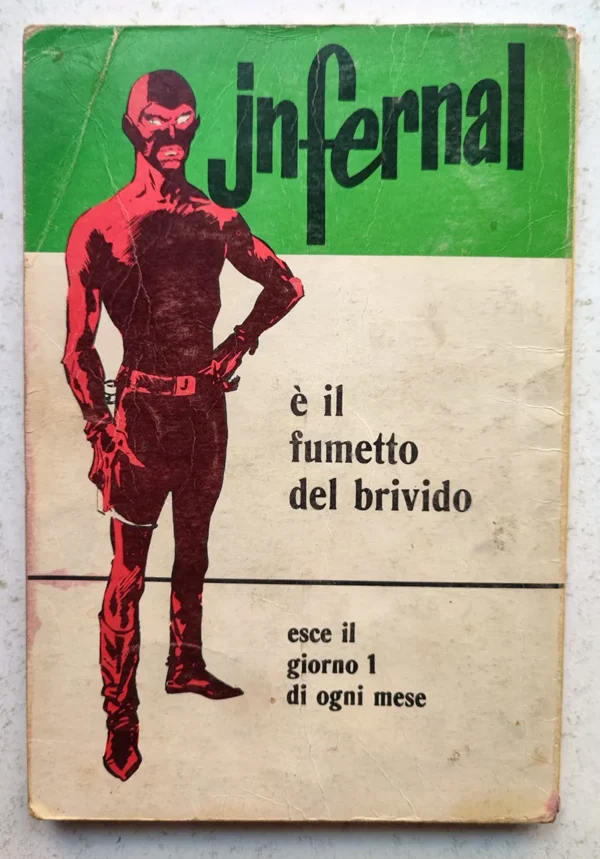 jnfernal
è il
fumetto
del brivido
J
esce il
giorno 1
di ogni mese